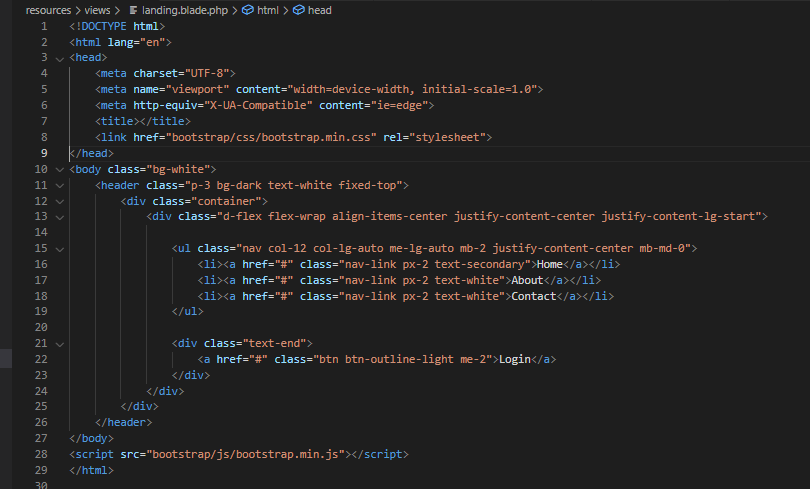 resources > views > landing.blade.php > html > head
1 <!DOCTYPE html>
2 <html lang="en">
3 <head>
4 <meta charset="UTF-8">
5 <meta name="viewport" content="width=device-width, initial-scale=1.0">
6 <meta http-equiv="X-UA-Compatible" content="ie=edge">
7 <title></title>
8 <link href="bootstrap/css/bootstrap.min.css" rel="stylesheet">
9 </head>
10 <body class="bg-white">
11 <header class="p-3 bg-dark text-white fixed-top">
12 <div class="container">
13 <div class="d-flex flex-wrap align-items-center justify-content-center justify-content-lg-start">
14
15 <ul class="nav col-12 col-lg-auto me-lg-auto mb-2 justify-content-center mb-md-0">
16 <li><a href="#" class="nav-link px-2 text-secondary">Home</a></li>
17 <li><a href="#" class="nav-link px-2 text-white">About</a></li>
18 <li><a href="#" class="nav-link px-2 text-white">Contact</a></li>
19 </ul>
20
21 <div class="text-end">
22 <a href="#" class="btn btn-outline-light me-2">Login</a>
23 </div>
24 </div>
25 </div>
26 </header>
27 </body>
28 <script src="bootstrap/js/bootstrap.min.js"></script>
29 </html>
30